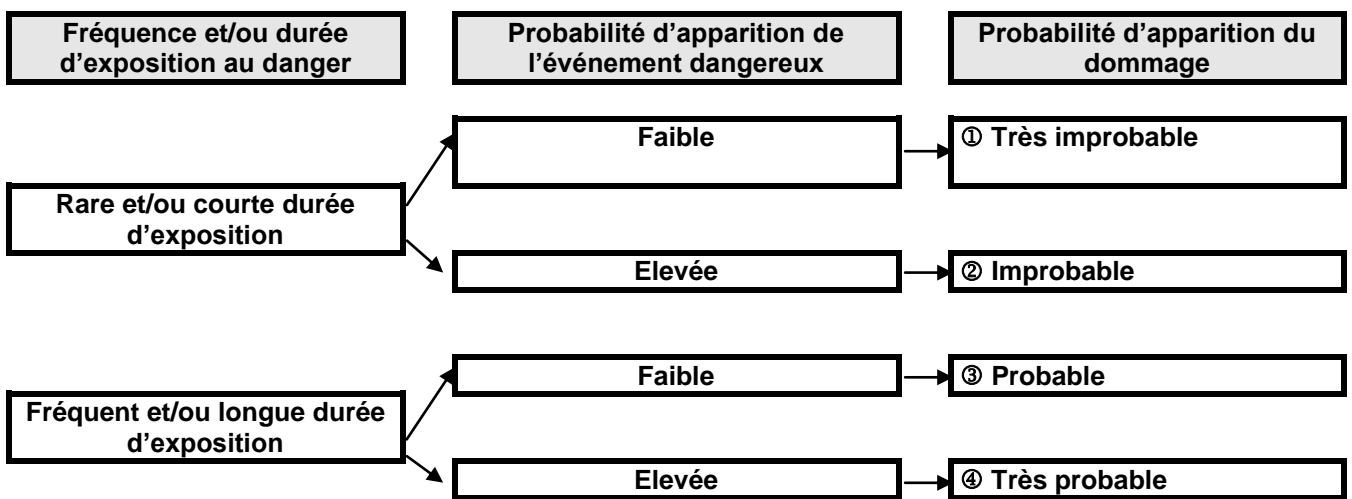 Fréquence et/ou durée
d'exposition au danger
Probabilité d'apparition de
l'événement dangereux
Probabilité d'apparition du
dommage
Faible
① Très improbable
Rare et/ou courte durée
d'exposition
Elevée
② Improbable
Faible
③ Probable
Fréquent et/ou longue durée
d'exposition
Elevée
④ Très probable